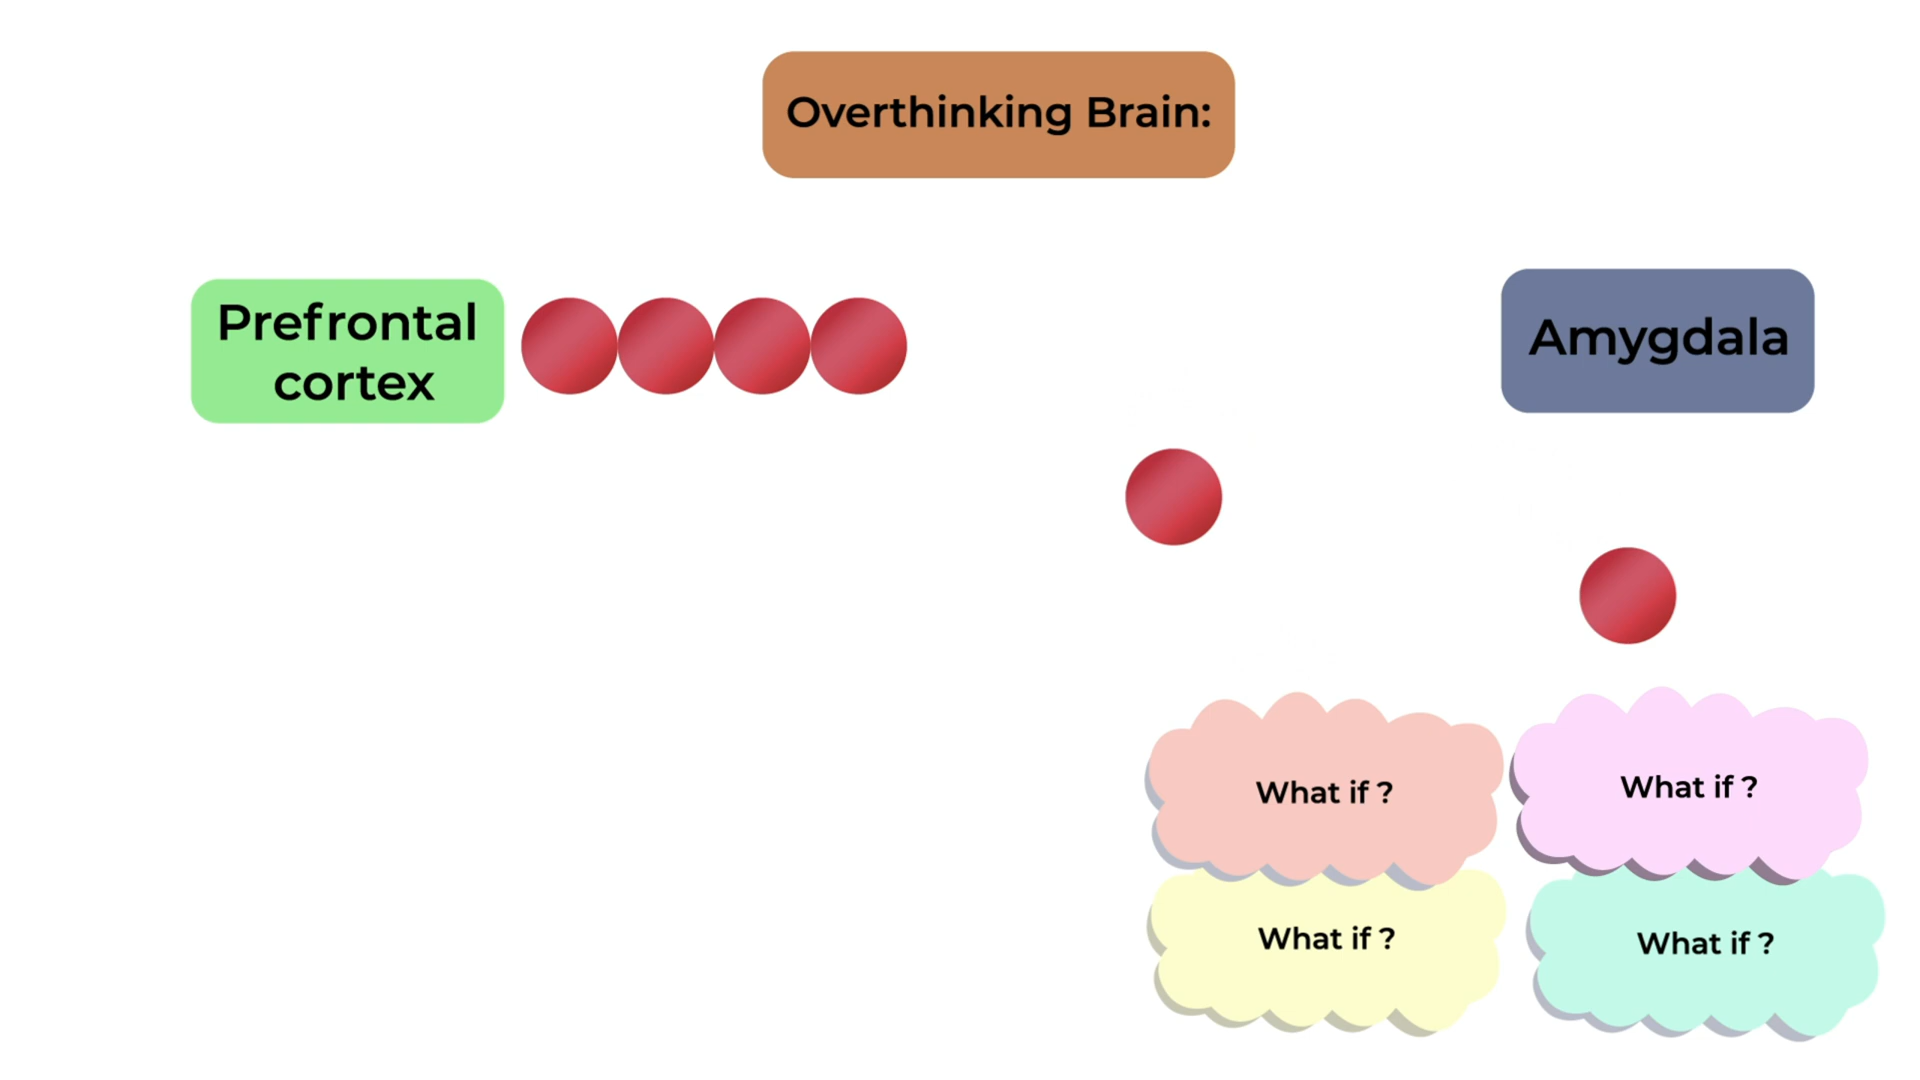 Overthinking Brain:
Prefrontal
cortex
Amygdala
What if ?
What if ?
What if ?
What if ?